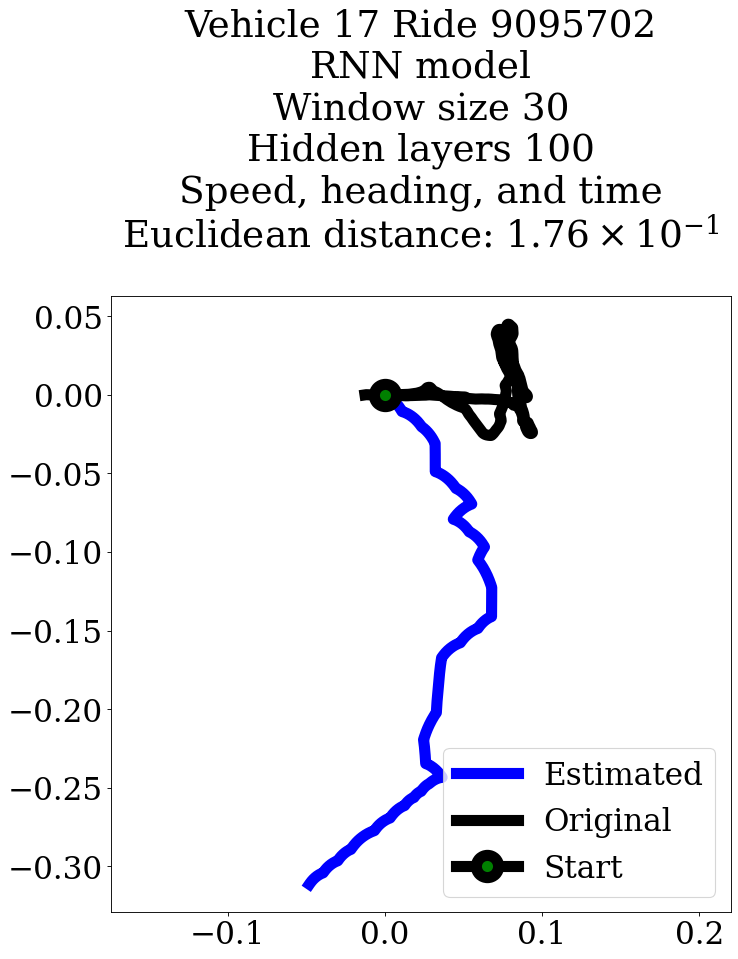 Vehicle 17 Ride 9095702
RNN model
Window size 30
Hidden layers 100
Speed, heading, and time
Euclidean distance: 1.76 × 10⁻¹
0.05
0.00
−0.05
−0.10
−0.15
−0.20
−0.25
−0.30
Estimated
Original
Start
−0.1
0.0
0.1
0.2